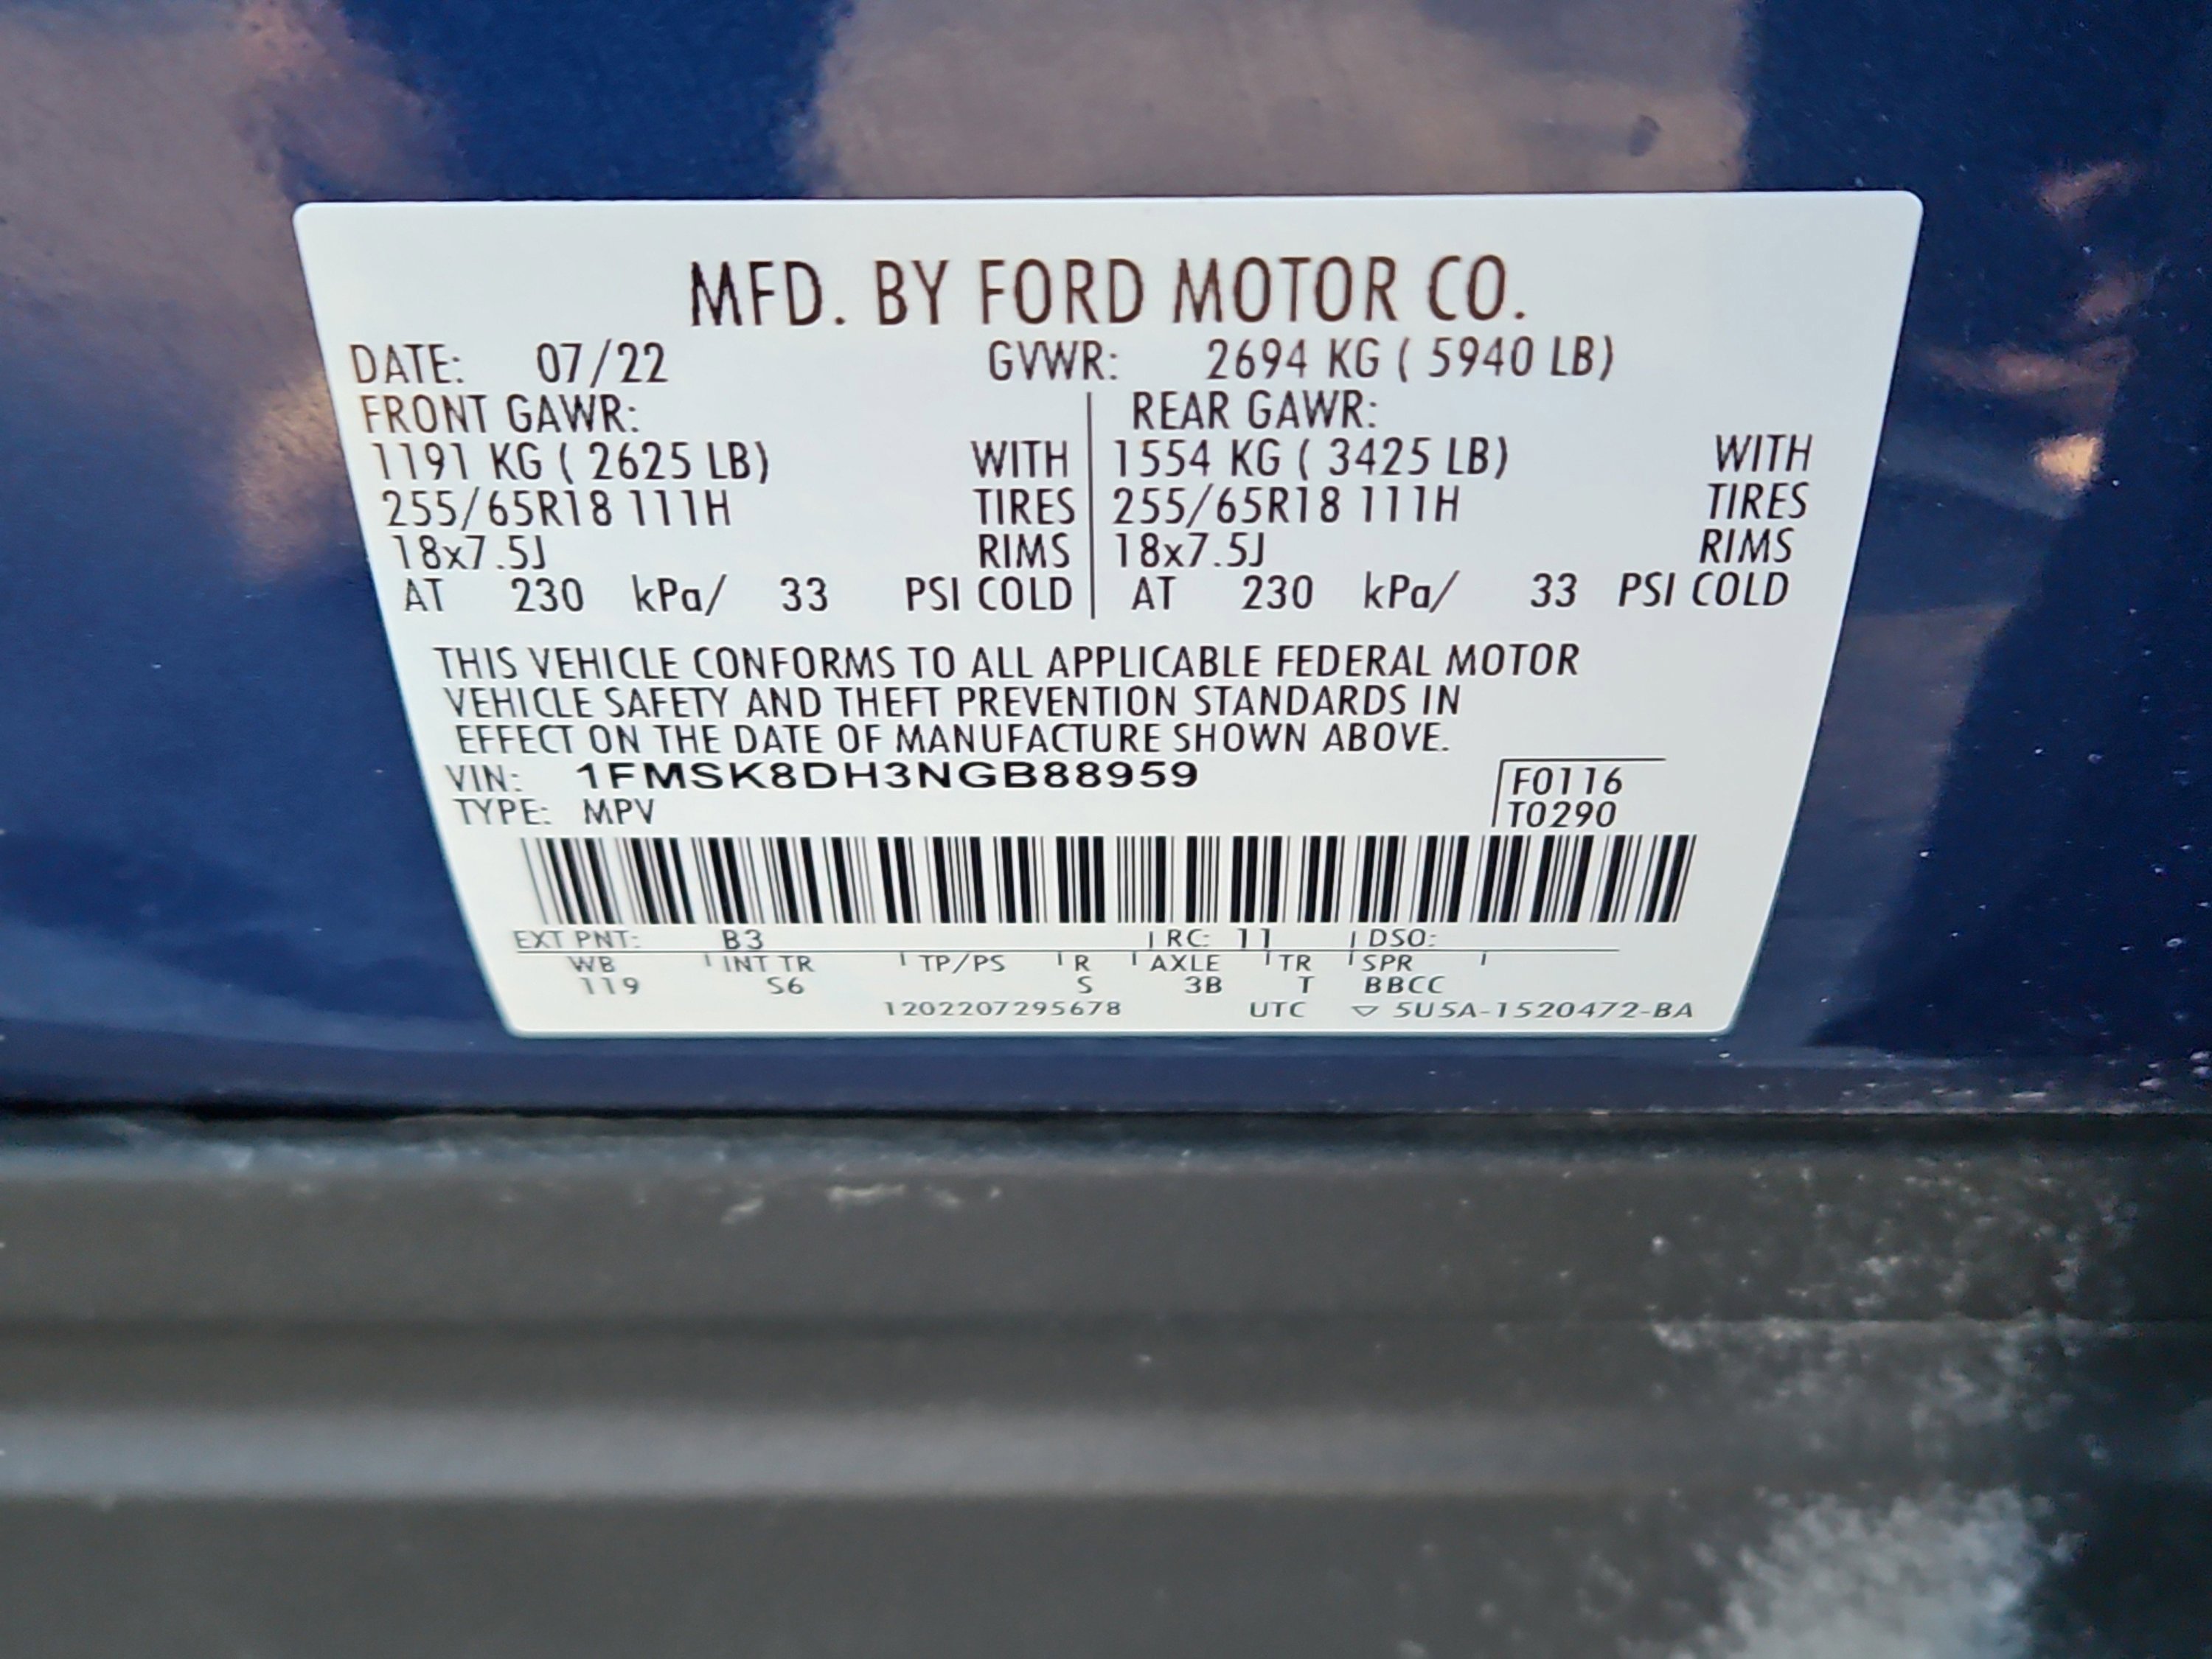 MFD. BY FORD MOTOR CO.
DATE: 07/22 GVWR: 2694 KG ( 5940 LB)
FRONT GAWR: REAR GAWR:
1191 KG ( 2625 LB) WITH 1554 KG ( 3425 LB) WITH
255/65R18 111H TIRES 255/65R18 111H TIRES
18x7.5J RIMS 18x7.5J RIMS
AT 230 kPa/ 33 PSI COLD AT 230 kPa/ 33 PSI COLD
THIS VEHICLE CONFORMS TO ALL APPLICABLE FEDERAL MOTOR
VEHICLE SAFETY AND THEFT PREVENTION STANDARDS IN
EFFECT ON THE DATE OF MANUFACTURE SHOWN ABOVE.
VIN: 1FMSK8DH3NGB88959 F0116
TYPE: MPV T0290
EXT PNT: B3 RC: 11 DSO:
WB INT TR TP/PS R AXLE TR SPR
119 S6 S 3B T BBCC
1202207295678 UTC ▽ 5U5A-1520472-BA